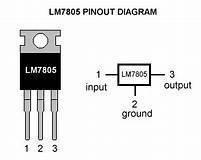 LM7805 PINOUT DIAGRAM
LM7805
1 2 3
1 LM7805 3
input output
2
ground